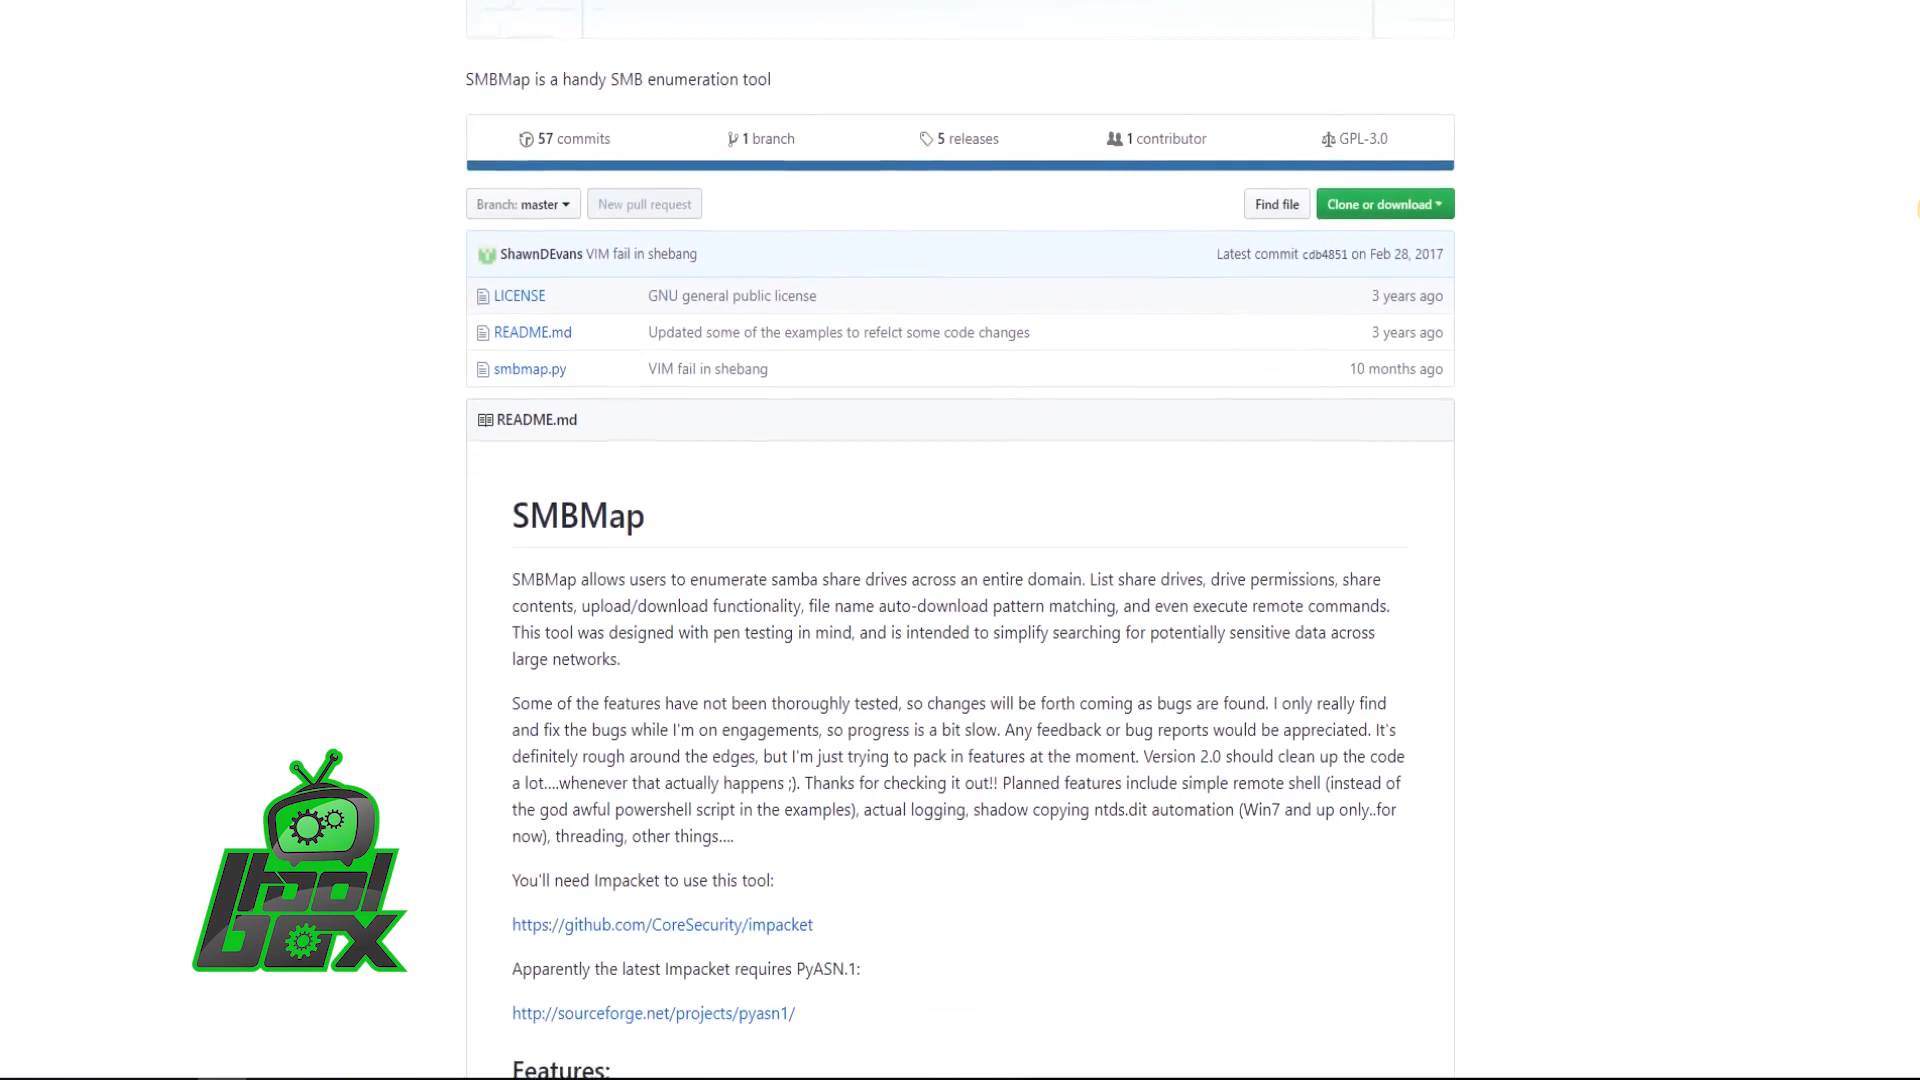 SMBMap is a handy SMB enumeration tool
57 commits
1 branch
5 releases
1 contributor
GPL-3.0
Branch: master
New pull request
Find file
Clone or download
ShawnDEvans VIM fail in shebang
Latest commit cdb4851 on Feb 28, 2017
LICENSE
GNU general public license
3 years ago
README.md
Updated some of the examples to refelct some code changes
3 years ago
smbmap.py
VIM fail in shebang
10 months ago
README.md
SMBMap
SMBMap allows users to enumerate samba share drives across an entire domain. List share drives, drive permissions, share
contents, upload/download functionality, file name auto-download pattern matching, and even execute remote commands.
This tool was designed with pen testing in mind, and is intended to simplify searching for potentially sensitive data across
large networks.
Some of the features have not been thoroughly tested, so changes will be forth coming as bugs are found. I only really find
and fix the bugs while I'm on engagements, so progress is a bit slow. Any feedback or bug reports would be appreciated. It's
definitely rough around the edges, but I'm just trying to pack in features at the moment. Version 2.0 should clean up the code
a lot....whenever that actually happens ;). Thanks for checking it out!! Planned features include simple remote shell (instead of
the god awful powershell script in the examples), actual logging, shadow copying ntds.dit automation (Win7 and up only..for
now), threading, other things....
You'll need Impacket to use this tool:
https://github.com/CoreSecurity/impacket
Apparently the latest Impacket requires PyASN.1:
http://sourceforge.net/projects/pyasn1/
Features:
tool
box